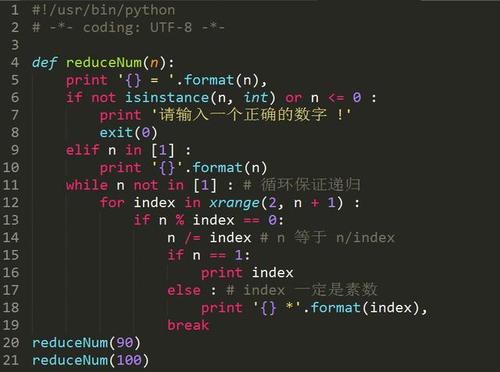 1 #!/usr/bin/python
2 # -*- coding: UTF-8 -*-
3
4 def reduceNum(n):
5     print '{} = '.format(n),
6     if not isinstance(n, int) or n <= 0 :
7         print '请输入一个正确的数字 !'
8         exit(0)
9     elif n in [1] :
10         print '{}'.format(n)
11     while n not in [1] : # 循环保证递归
12         for index in xrange(2, n + 1) :
13             if n % index == 0:
14                 n /= index # n 等于 n/index
15                 if n == 1:
16                     print index
17                 else : # index 一定是素数
18                     print '{} *'.format(index),
19                 break
20 reduceNum(90)
21 reduceNum(100)